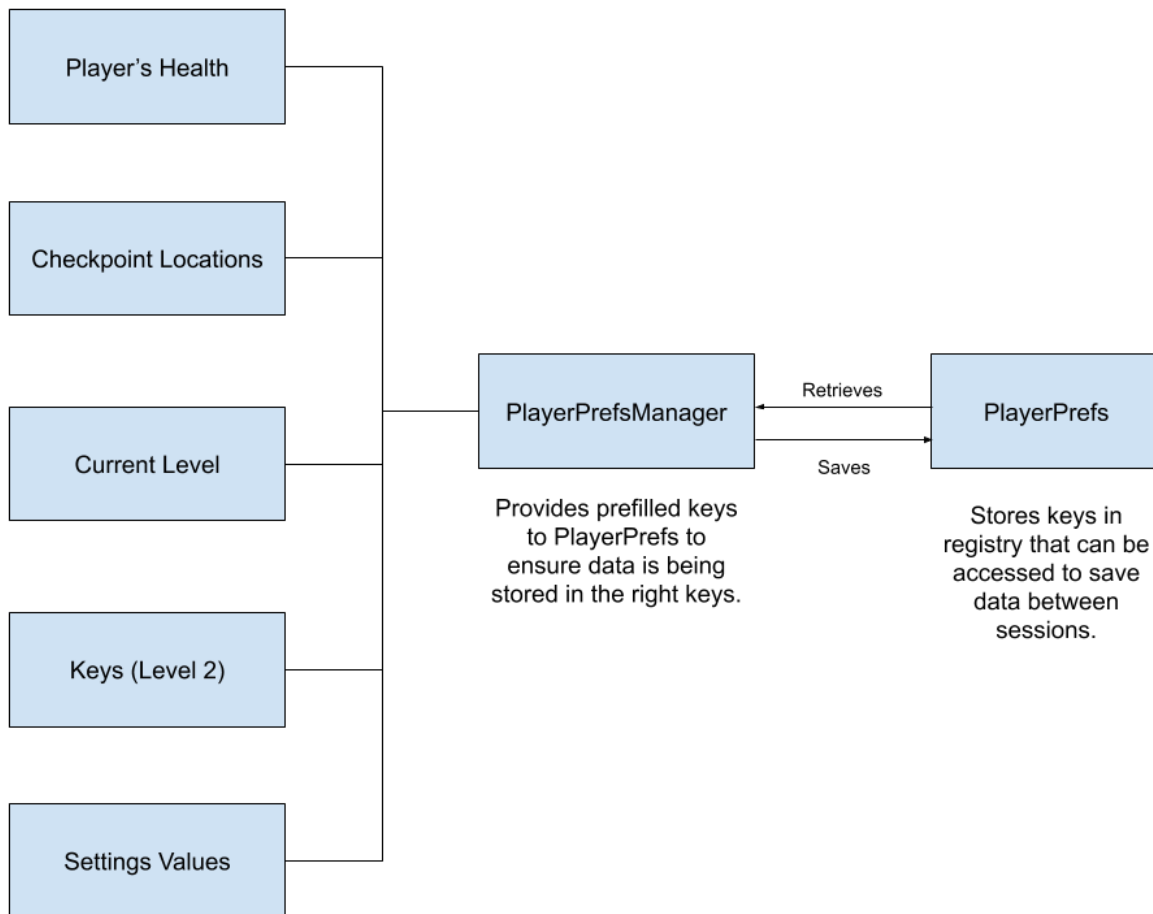 Player’s Health
Checkpoint Locations
Current Level
Keys (Level 2)
Settings Values
PlayerPrefsManager
Provides prefilled keys
to PlayerPrefs to
ensure data is being
stored in the right keys.
Retrieves
Saves
PlayerPrefs
Stores keys in
registry that can be
accessed to save
data between
sessions.